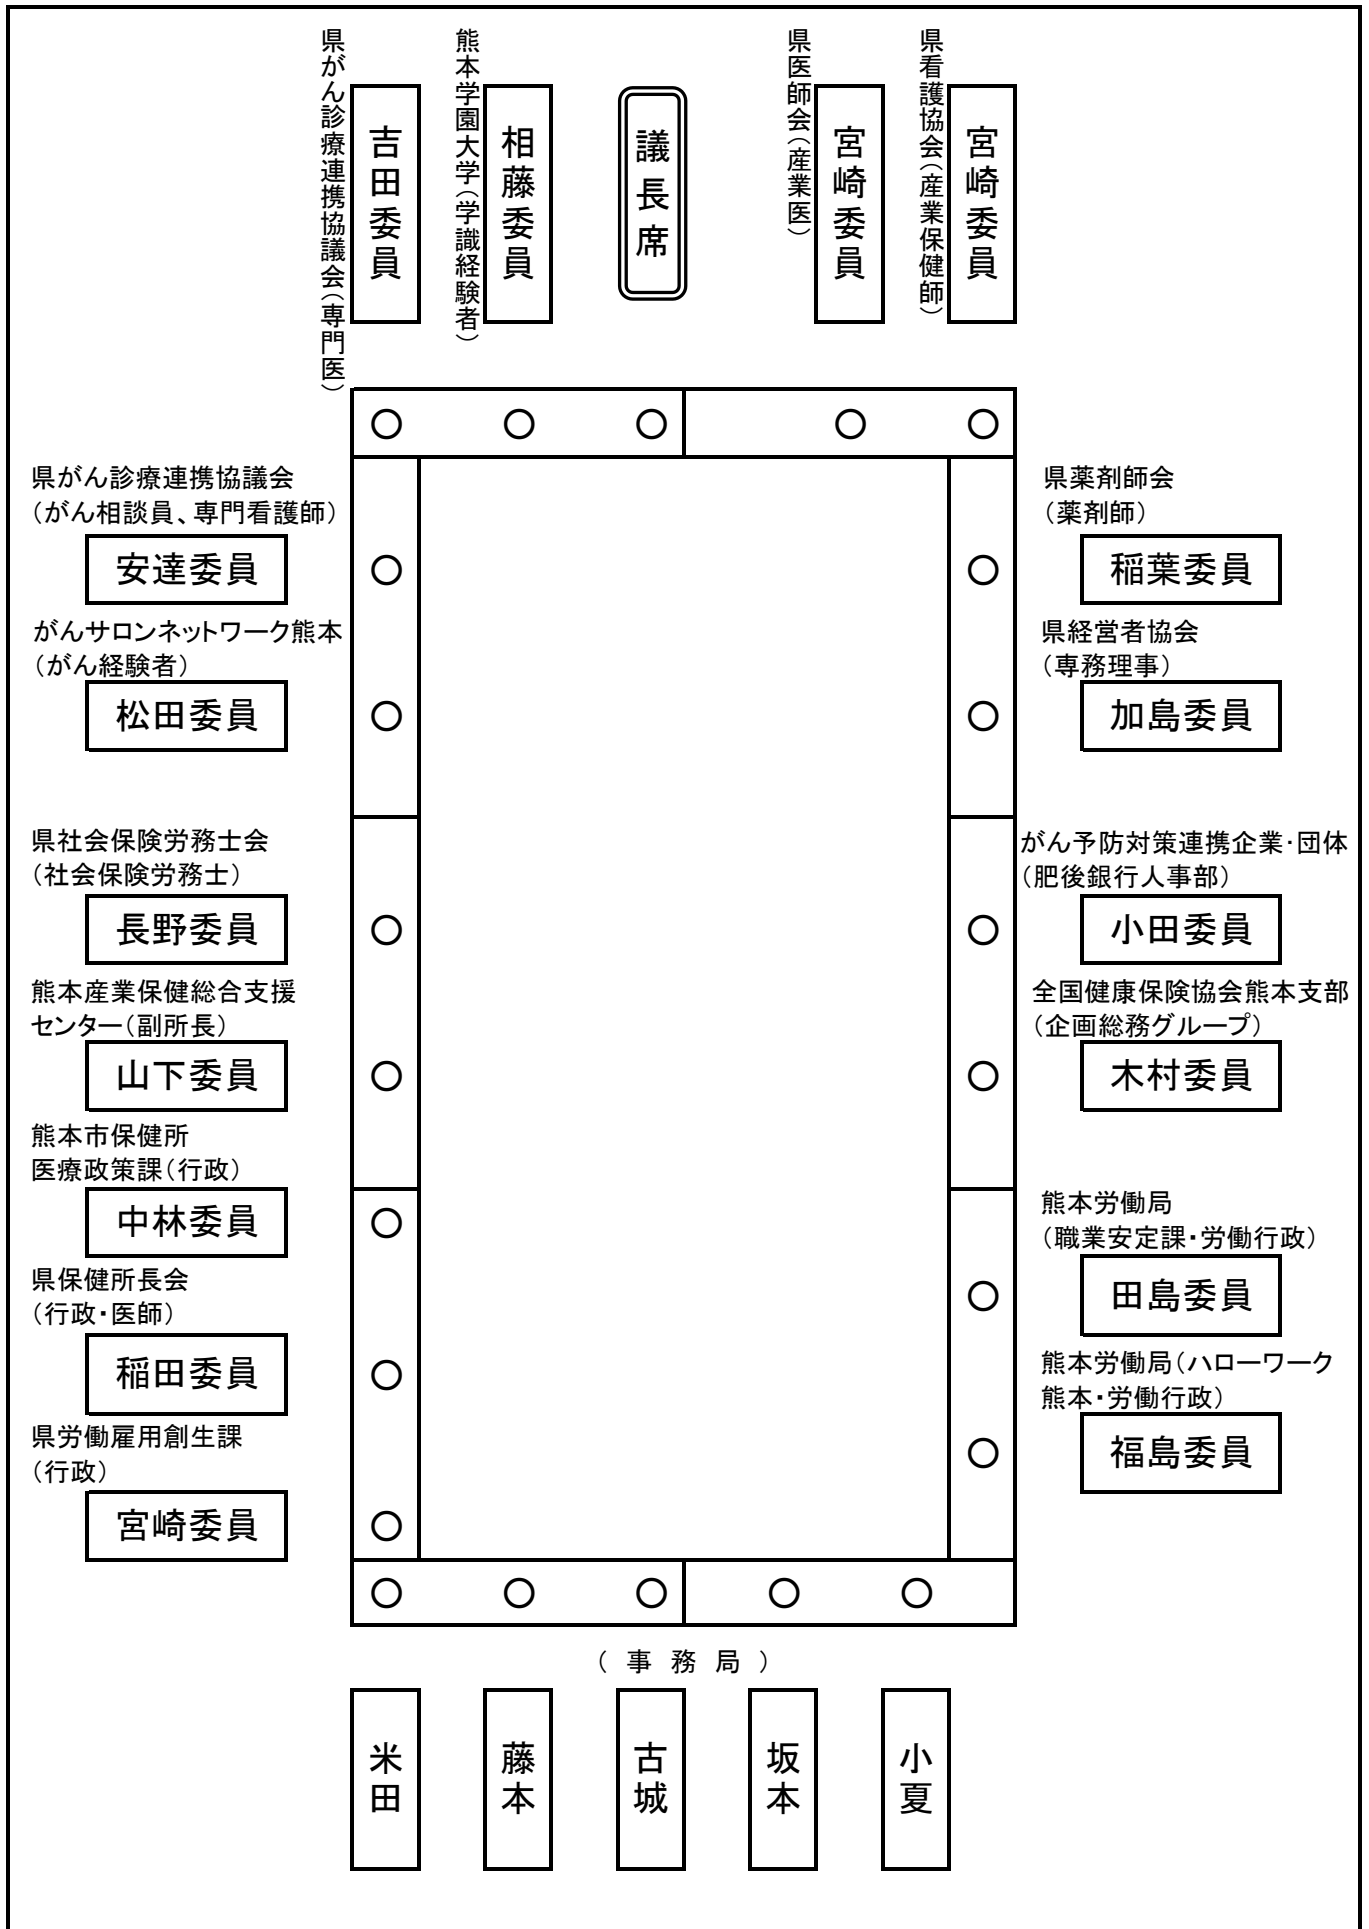 県がん診療連携協議会（専門医）
吉田委員
熊本学園大学（学識経験者）
相藤委員
議長席
県医師会（産業医）
宮崎委員
県看護協会（産業保健師）
宮崎委員
県がん診療連携協議会
（がん相談員、専門看護師）
安達委員
がんサロンネットワーク熊本
（がん経験者）
松田委員
県社会保険労務士会
（社会保険労務士）
長野委員
熊本産業保健総合支援
センター（副所長）
山下委員
熊本市保健所
医療政策課（行政）
中林委員
県保健所長会
（行政・医師）
稲田委員
県労働雇用創生課
（行政）
宮崎委員
県薬剤師会
（薬剤師）
稲葉委員
県経営者協会
（専務理事）
加島委員
がん予防対策連携企業・団体
（肥後銀行人事部）
小田委員
全国健康保険協会熊本支部
（企画総務グループ）
木村委員
熊本労働局
（職業安定課・労働行政）
田島委員
熊本労働局（ハローワーク
熊本・労働行政）
福島委員
（ 事 務 局 ）
米田
藤本
古城
坂本
小夏